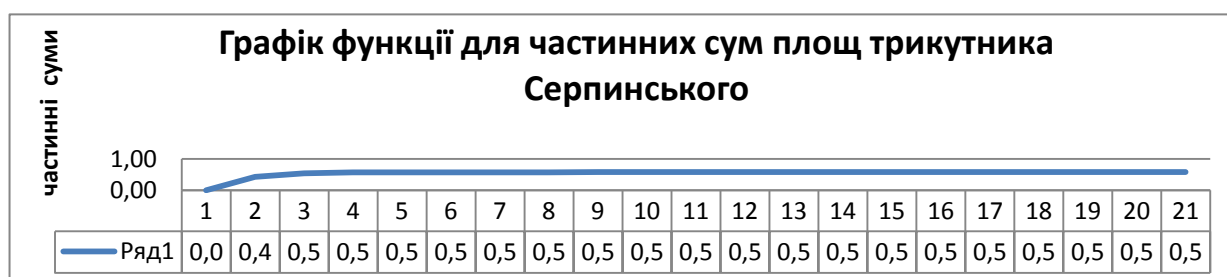 Графік функції для частинних сум площ трикутника
Серпинського
частинні суми
1,00
0,00
1 2 3 4 5 6 7 8 9 10 11 12 13 14 15 16 17 18 19 20 21
Ряд1 0,0 0,4 0,5 0,5 0,5 0,5 0,5 0,5 0,5 0,5 0,5 0,5 0,5 0,5 0,5 0,5 0,5 0,5 0,5 0,5 0,5